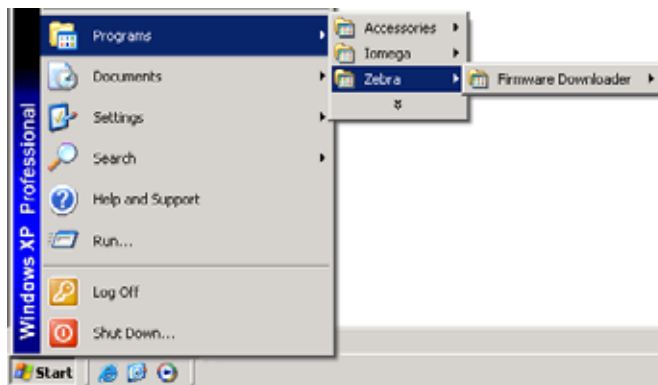 Programs
Accessories
Iomega
Zebra
Firmware Downloader
Documents
Settings
Search
Help and Support
Run...
Log Off
Shut Down...
Windows XP Professional
Start